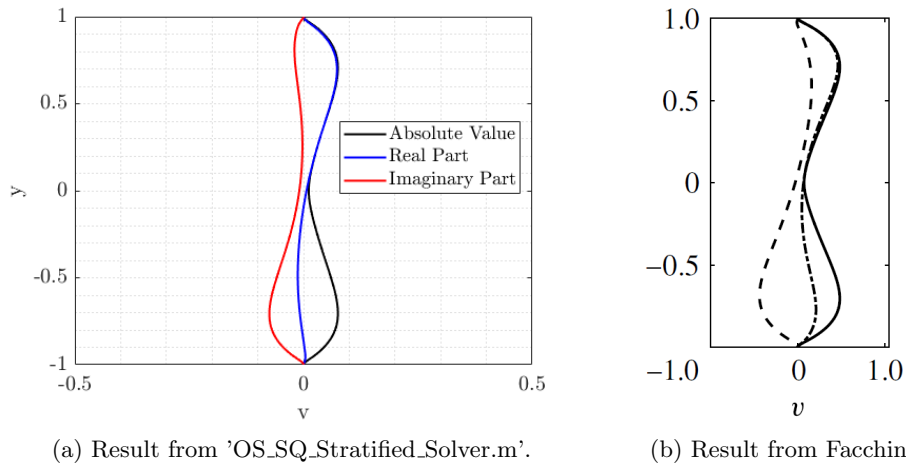 1
0.5
0
-0.5
-1
y
-0.5
0
0.5
v
Absolute Value
Real Part
Imaginary Part
(a) Result from 'OS_SQ_Stratified_Solver.m'.
1.0
0.5
0
−0.5
−1.0
0
1.0
v
(b) Result from Facchin